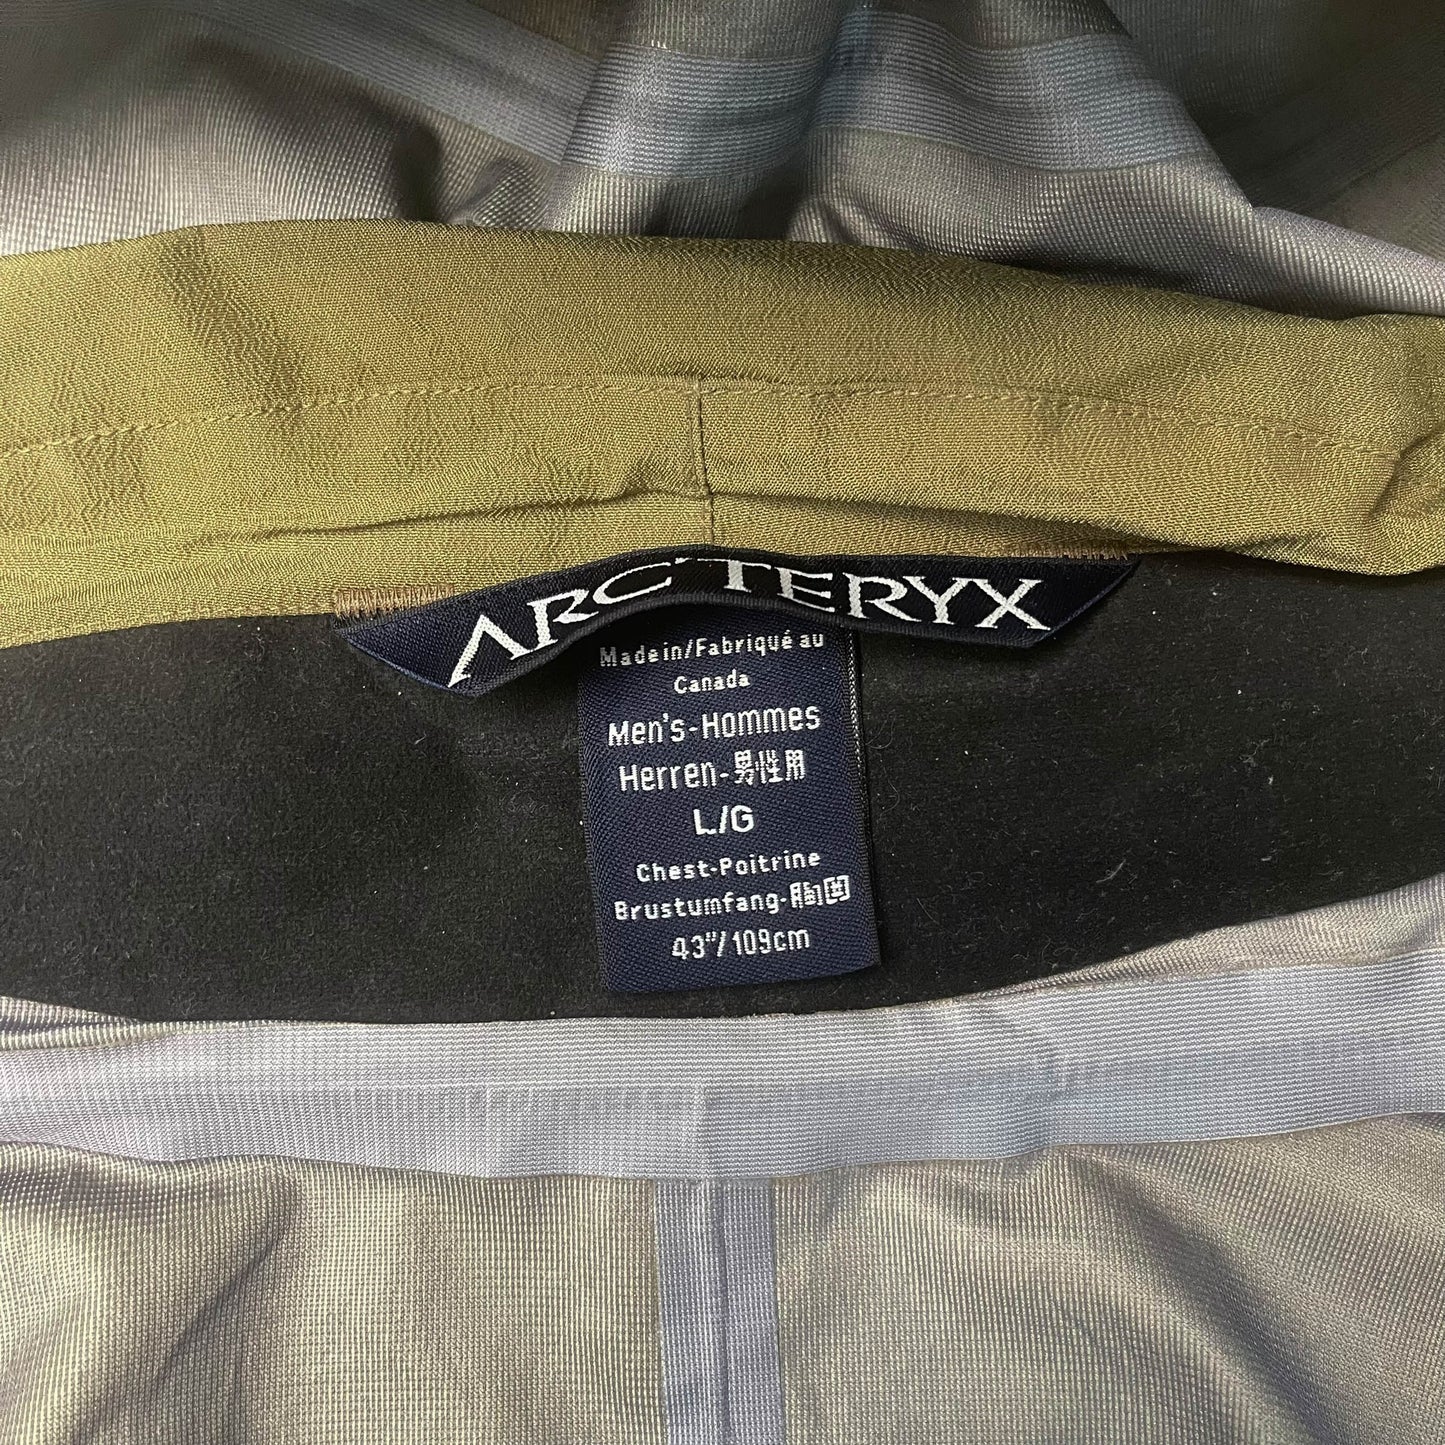 ARC'TERYX
Made in/Fabriqué au
Canada
Men's-Hommes
Herren-男性用
L/G
Chest-Poitrine
Brustumfang-胸囲
43"/109cm